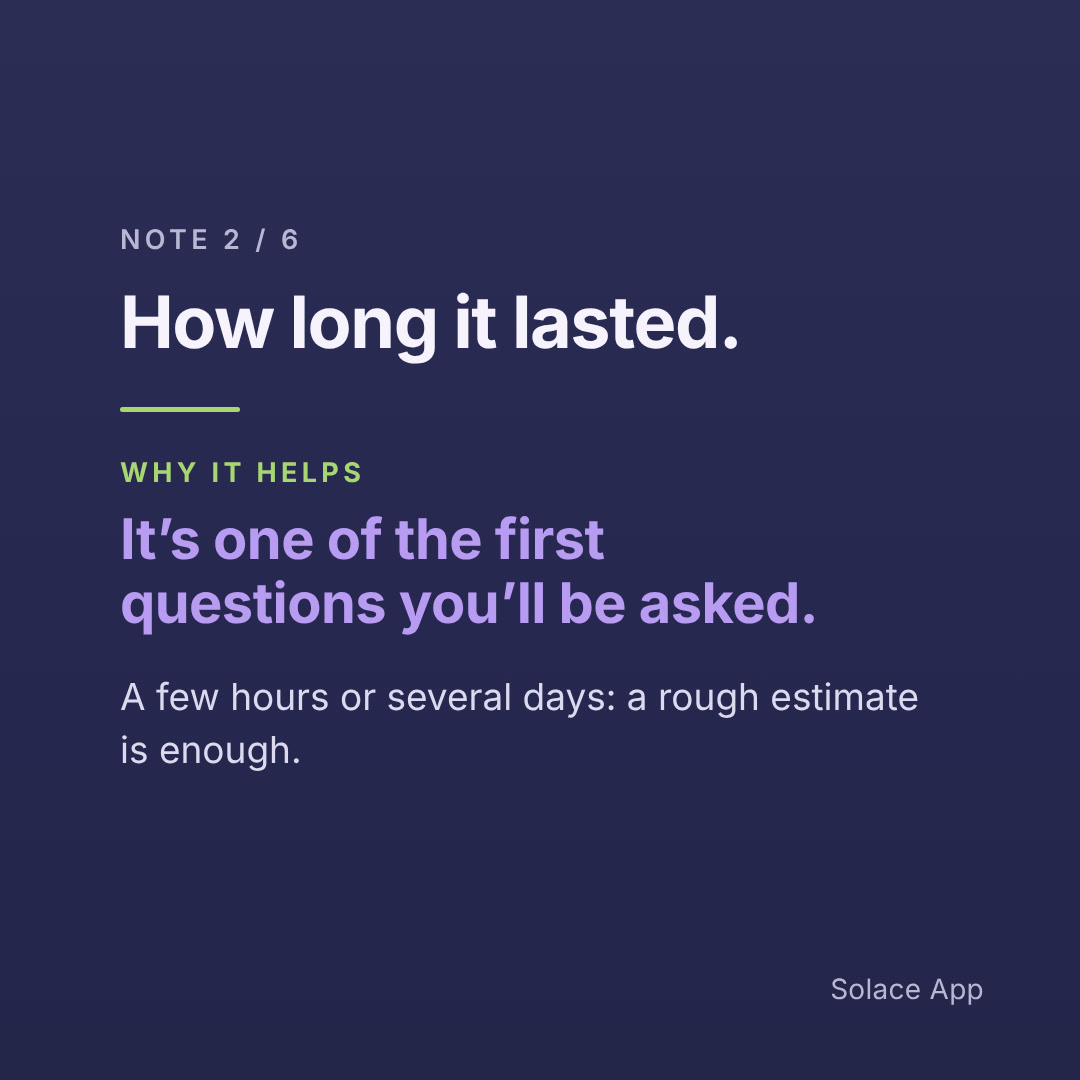 NOTE 2 / 6
How long it lasted.
WHY IT HELPS
It’s one of the first
questions you’ll be asked.
A few hours or several days: a rough estimate
is enough.
Solace App